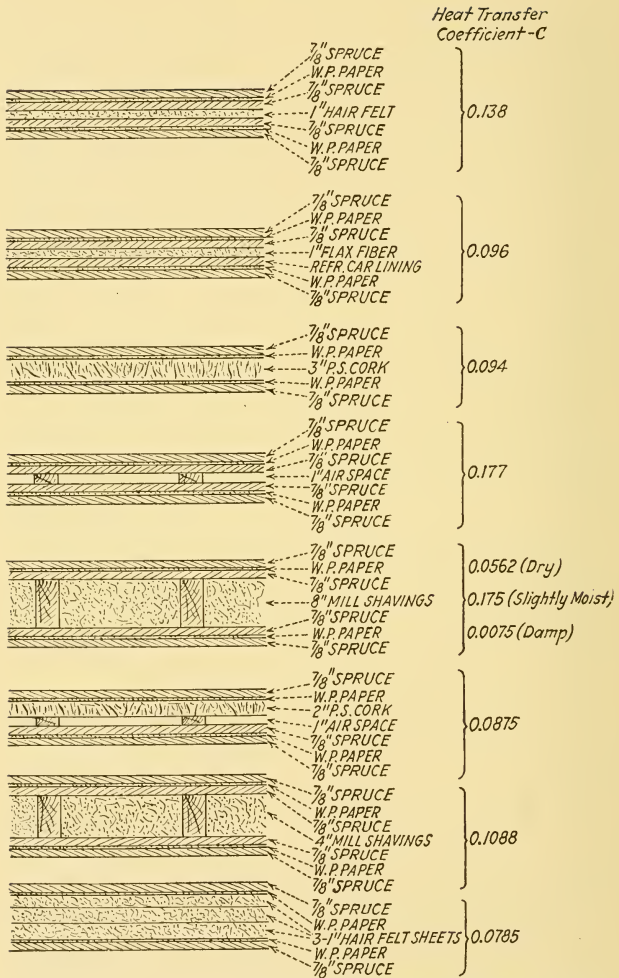 Heat Transfer
Coefficient-C
7/8" SPRUCE
W.P. PAPER
7/8" SPRUCE
1" HAIR FELT
7/8" SPRUCE
W.P. PAPER
7/8" SPRUCE
0.138
7/8" SPRUCE
W.P. PAPER
7/8" SPRUCE
1" FLAX FIBER
REFR. CAR LINING
W.P. PAPER
7/8" SPRUCE
0.096
7/8" SPRUCE
W.P. PAPER
3" P.S. CORK
W.P. PAPER
7/8" SPRUCE
0.094
7/8" SPRUCE
W.P. PAPER
7/8" SPRUCE
1" AIR SPACE
7/8" SPRUCE
W.P. PAPER
7/8" SPRUCE
0.177
7/8" SPRUCE
W.P. PAPER
7/8" SPRUCE
8" MILL SHAVINGS
7/8" SPRUCE
W.P. PAPER
7/8" SPRUCE
0.0562 (Dry)
0.175 (Slightly Moist)
0.0075 (Damp)
7/8" SPRUCE
W.P. PAPER
2" P.S. CORK
1" AIR SPACE
7/8" SPRUCE
W.P. PAPER
7/8" SPRUCE
0.0875
7/8" SPRUCE
W.P. PAPER
7/8" SPRUCE
4" MILL SHAVINGS
7/8" SPRUCE
W.P. PAPER
7/8" SPRUCE
0.1088
7/8" SPRUCE
W.P. PAPER
3-1" HAIR FELT SHEETS
W.P. PAPER
7/8" SPRUCE
0.0785